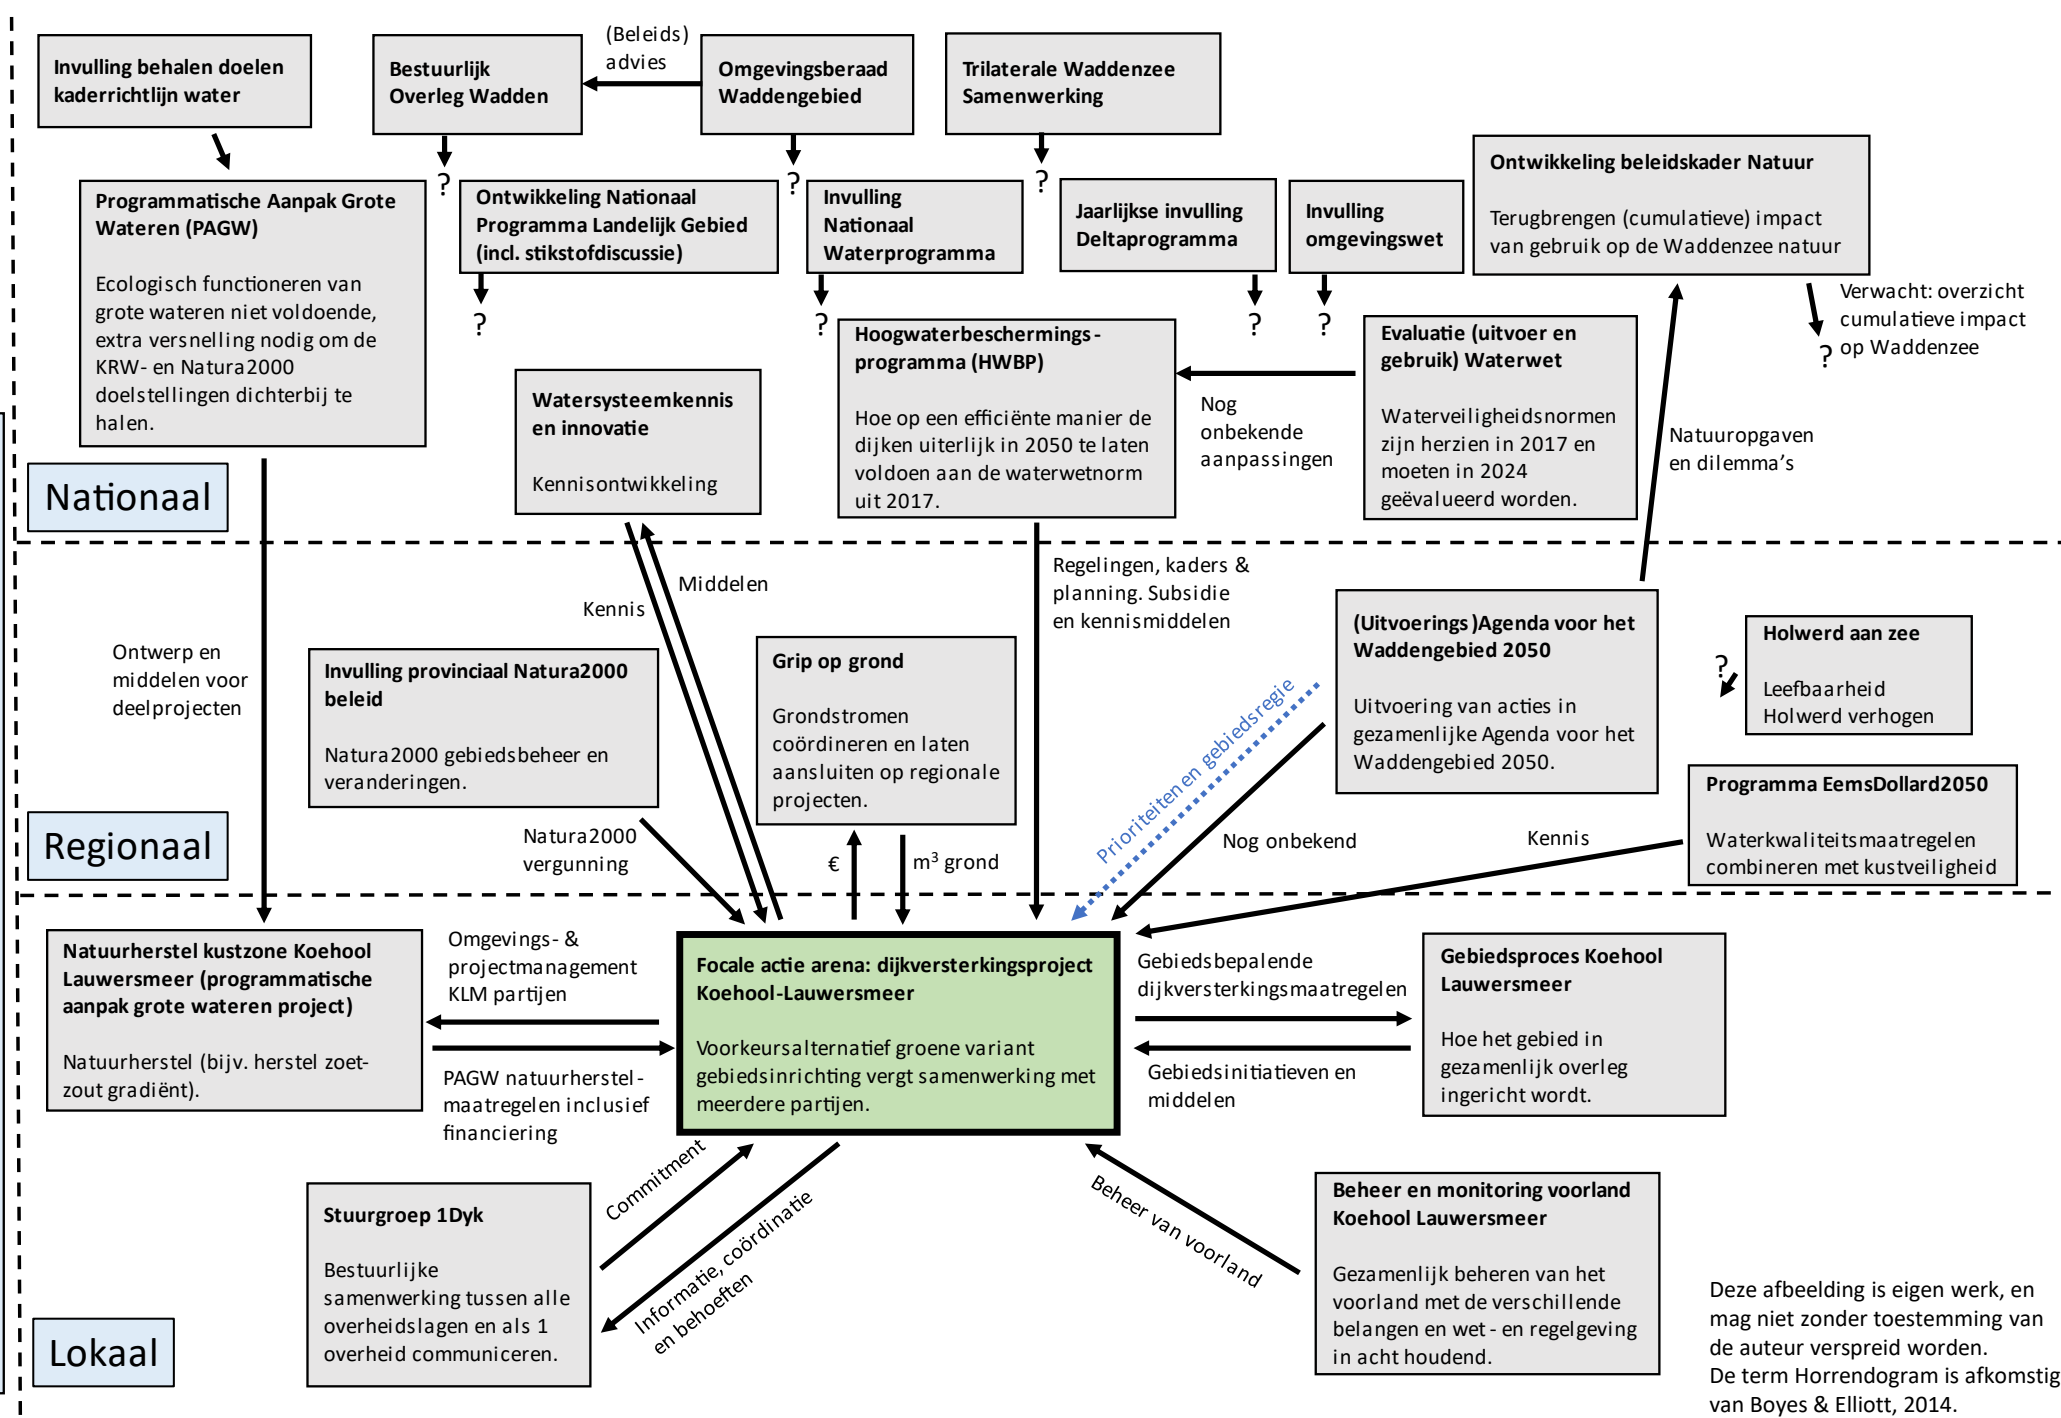 Invulling behalen doelen
kaderrichtlijn water
Bestuurlijk
Overleg Wadden
(Beleids)
advies
Omgevingsberaad
Waddengebied
Trilaterale Waddenzee
Samenwerking
?
?
?
Programmatische Aanpak Grote
Wateren (PAGW)
Ecologisch functioneren van
grote wateren niet voldoende,
extra versnelling nodig om de
KRW- en Natura2000
doelstellingen dichterbij te
halen.
Ontwikkeling Nationaal
Programma Landelijk Gebied
(incl. stikstofdiscussie)
?
Invulling
Nationaal
Waterprogramma
?
Jaarlijkse invulling
Deltaprogramma
?
Invulling
omgevingswet
?
Ontwikkeling beleidskader Natuur
Terugbrengen (cumulatieve) impact
van gebruik op de Waddenzee natuur
Verwacht: overzicht
cumulatieve impact
op Waddenzee
?
Watersysteemkennis
en innovatie
Kennisontwikkeling
Hoogwaterbeschermings-
programma (HWBP)
Hoe op een efficiënte manier de
dijken uiterlijk in 2050 te laten
voldoen aan de waterwetnorm
uit 2017.
Nog
onbekende
aanpassingen
Evaluatie (uitvoer en
gebruik) Waterwet
Waterveiligheidsnormen
zijn herzien in 2017 en
moeten in 2024
geëvalueerd worden.
Natuuropgaven
en dilemma's
Nationaal
Ontwerp en
middelen voor
deelprojecten
Kennis
Middelen
Regelingen, kaders &
planning. Subsidie
en kennismiddelen
Invulling provinciaal Natura2000
beleid
Natura2000 gebiedsbeheer en
veranderingen.
Natura2000
vergunning
Grip op grond
Grondstromen
coördineren en laten
aansluiten op regionale
projecten.
€
m³ grond
Prioriteiten en gebiedsregie
(Uitvoerings)Agenda voor het
Waddengebied 2050
Uitvoering van acties in
gezamenlijke Agenda voor het
Waddengebied 2050.
Nog onbekend
?
Holwerd aan zee
Leefbaarheid
Holwerd verhogen
Programma EemsDollard2050
Waterkwaliteitsmaatregelen
combineren met kustveiligheid
Kennis
Regionaal
Natuurherstel kustzone Koehool
Lauwersmeer (programmatische
aanpak grote wateren project)
Natuurherstel (bijv. herstel zoet-
zout gradiënt).
Omgevings- &
projectmanagement
KLM partijen
PAGW natuurherstel-
maatregelen inclusief
financiering
Focale actie arena: dijkversterkingsproject
Koehool-Lauwersmeer
Voorkeursalternatief groene variant
gebiedsinrichting vergt samenwerking met
meerdere partijen.
Gebiedsbepalende
dijkversterkingsmaatregelen
Gebiedsinitiatieven en
middelen
Gebiedsproces Koehool
Lauwersmeer
Hoe het gebied in
gezamenlijk overleg
ingericht wordt.
Stuurgroep 1Dyk
Bestuurlijke
samenwerking tussen alle
overheidslagen en als 1
overheid communiceren.
Commitment
Informatie, coördinatie
en behoeften
Beheer van voorland
Beheer en monitoring voorland
Koehool Lauwersmeer
Gezamenlijk beheren van het
voorland met de verschillende
belangen en wet- en regelgeving
in acht houdend.
Lokaal
Deze afbeelding is eigen werk, en
mag niet zonder toestemming van
de auteur verspreid worden.
De term Horrendogram is afkomstig
van Boyes & Elliott, 2014.